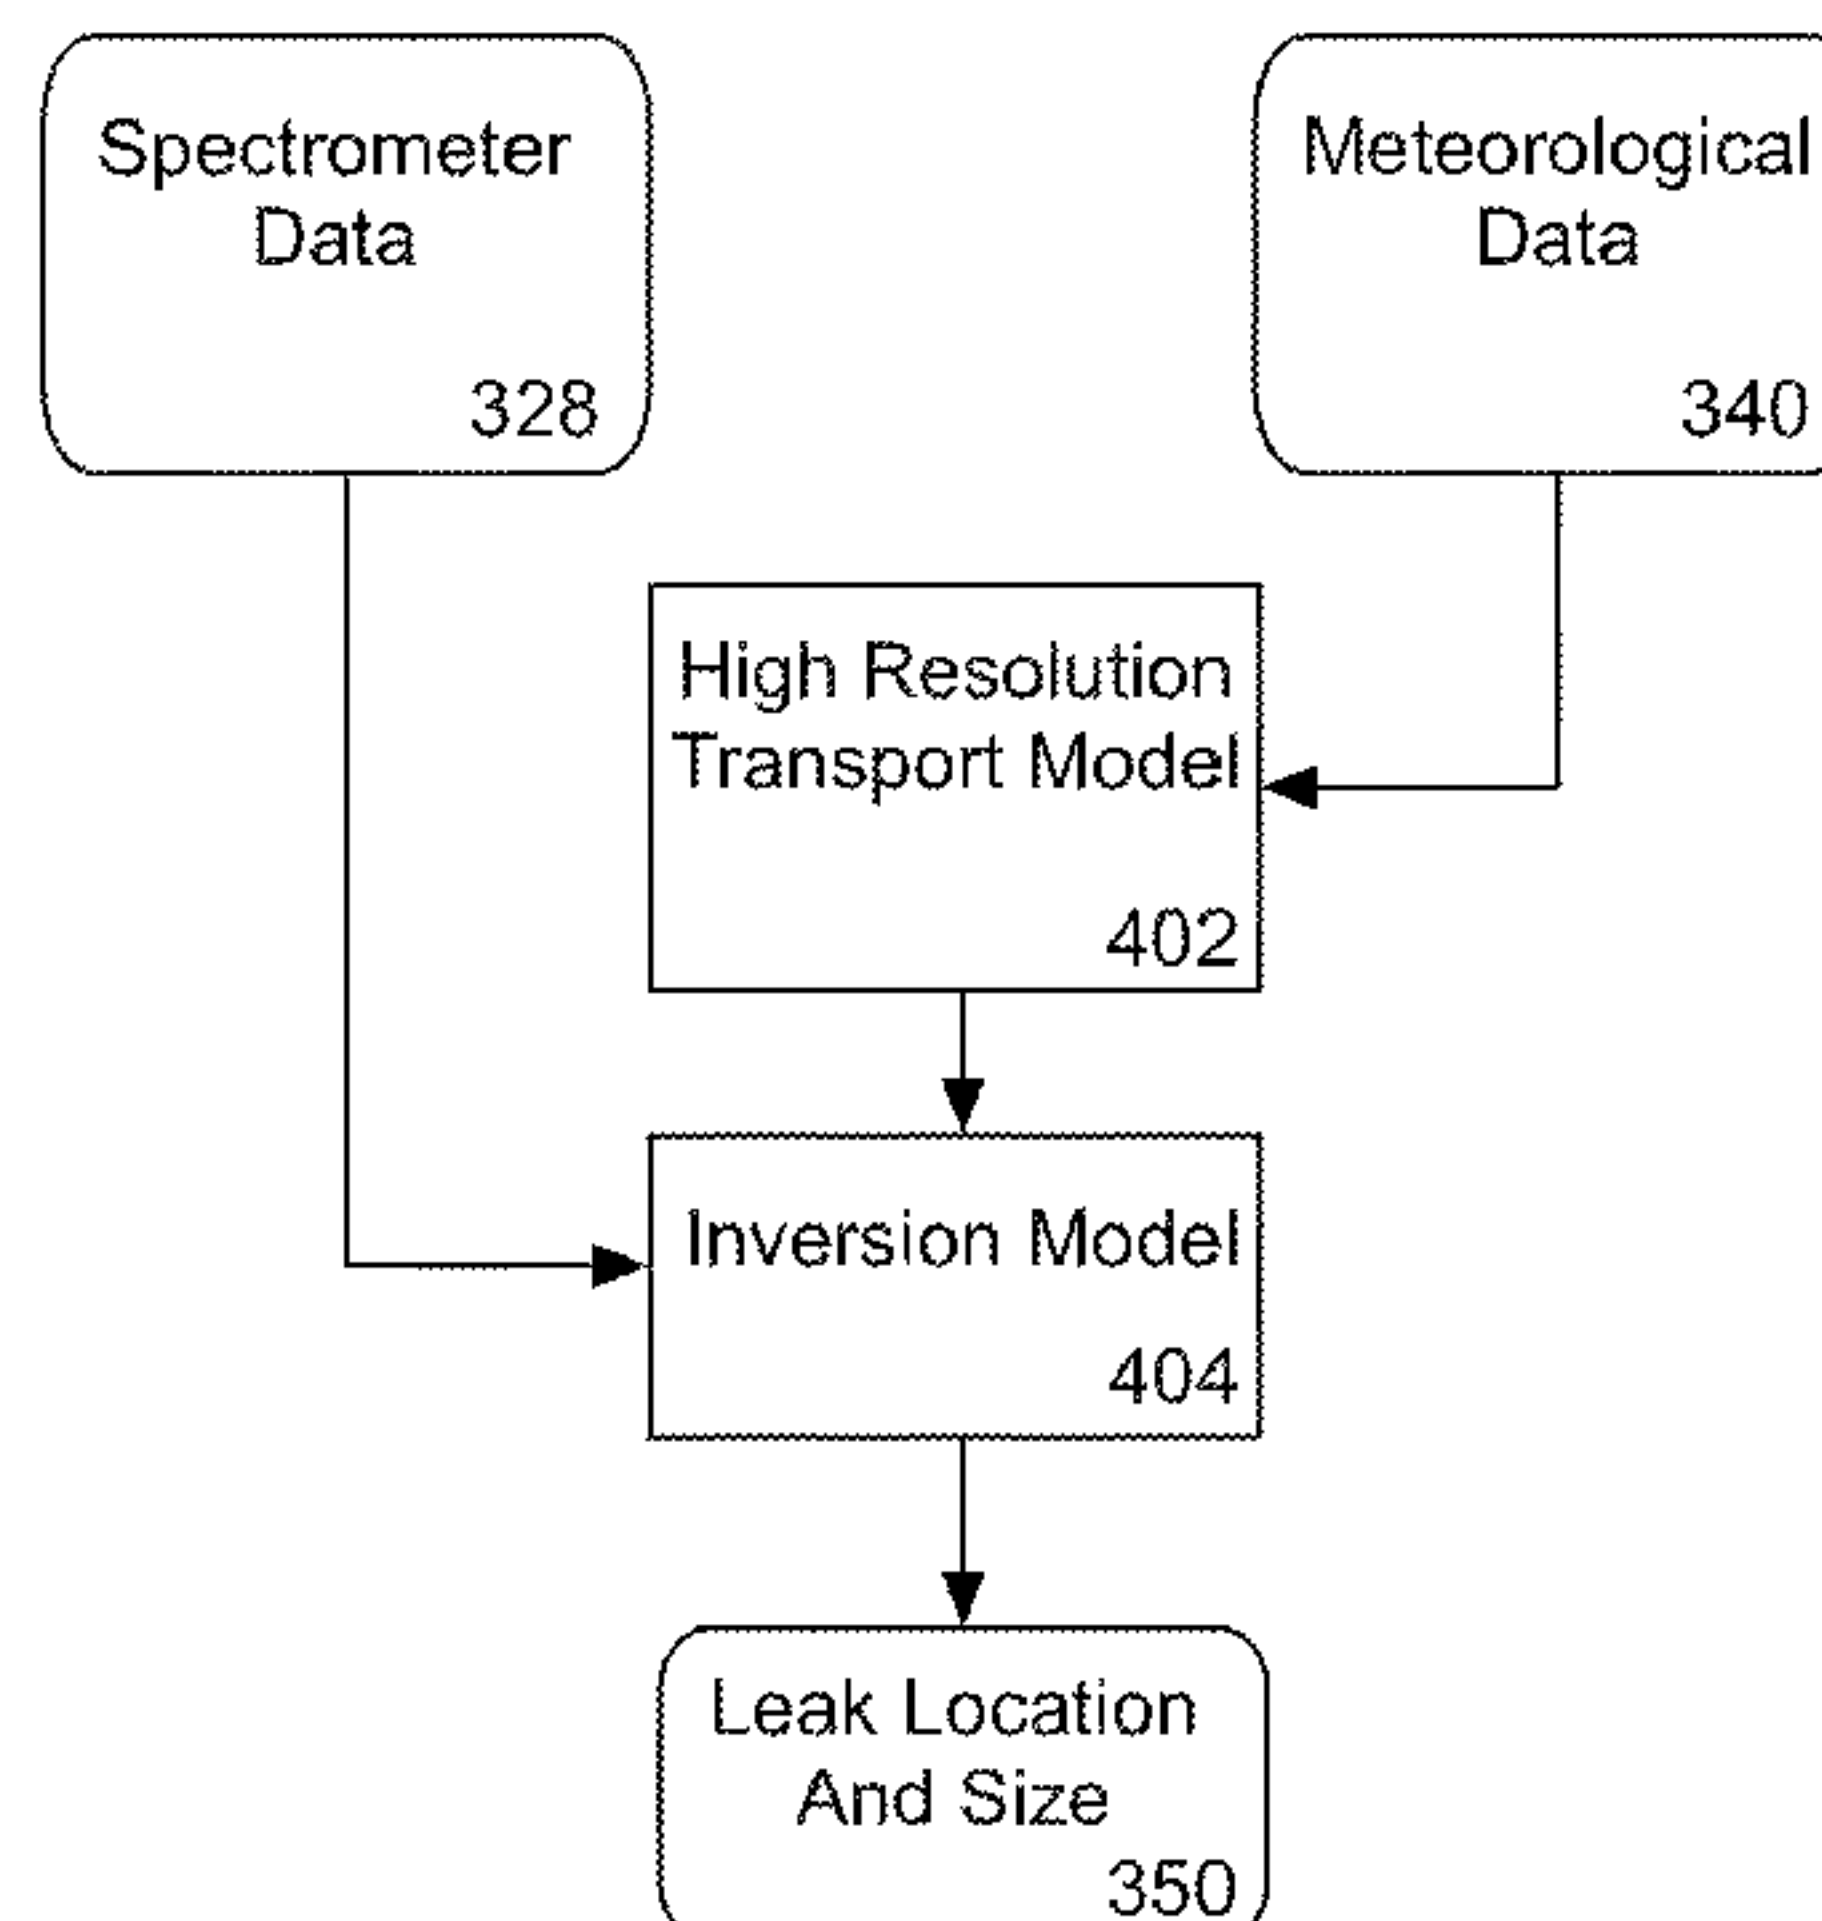 Spectrometer
Data
328
Meteorological
Data
340
High Resolution
Transport Model
402
Inversion Model
404
Leak Location
And Size
350